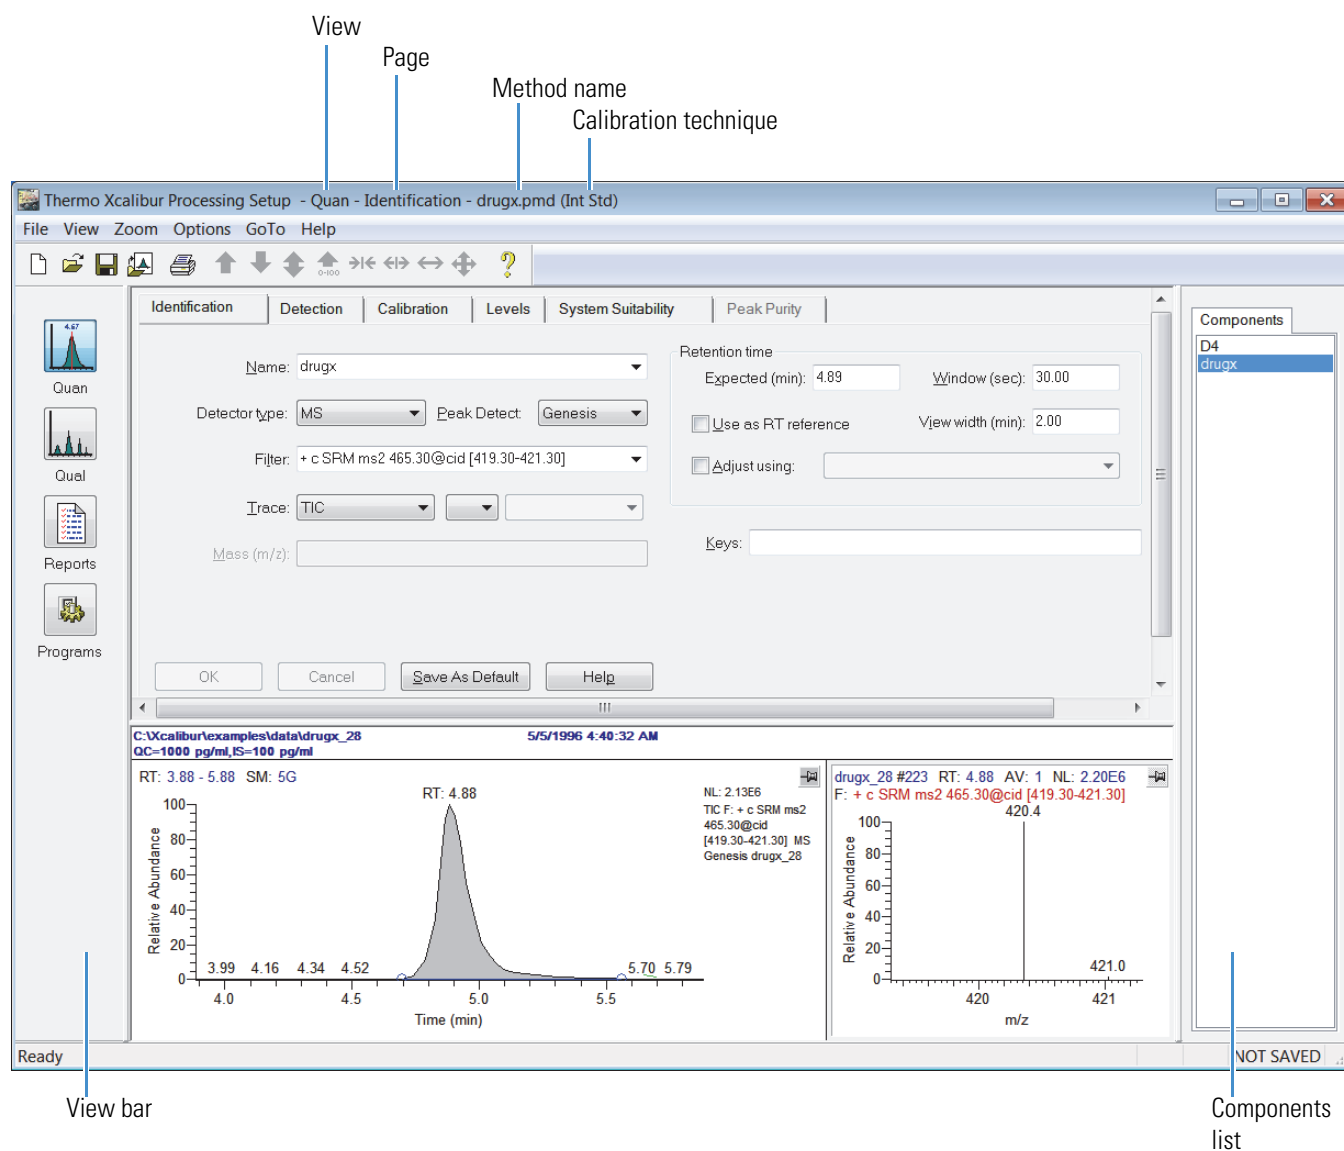 View
Page
Method name
Calibration technique
Thermo Xcalibur Processing Setup - Quan - Identification - drugx.pmd (Int Std)
File View Zoom Options GoTo Help
0-100
?
4.67
Quan
Qual
Reports
Programs
Identification Detection Calibration Levels System Suitability Peak Purity
Name: drugx
Detector type: MS Peak Detect: Genesis
Filter: + c SRM ms2 465.30@cid [419.30-421.30]
Trace: TIC
Mass (m/z):
Retention time
Expected (min): 4.89 Window (sec): 30.00
Use as RT reference View width (min): 2.00
Adjust using:
Keys:
OK Cancel Save As Default Help
Components
D4
drugx
C:\Xcalibur\examples\data\drugx_28 5/5/1996 4:40:32 AM
QC=1000 pg/ml,IS=100 pg/ml
RT: 3.88 - 5.88 SM: 5G
RT: 4.88
NL: 2.13E6
TIC F: + c SRM ms2
465.30@cid
[419.30-421.30] MS
Genesis drugx_28
Relative Abundance
100
80
60
40
20
0
3.99 4.16 4.34 4.52 5.70 5.79
4.0 4.5 5.0 5.5
Time (min)
drugx_28 #223 RT: 4.88 AV: 1 NL: 2.20E6
F: + c SRM ms2 465.30@cid [419.30-421.30]
420.4
Relative Abundance
100
80
60
40
20
0
421.0
420 421
m/z
Ready NOT SAVED
View bar
Components
list